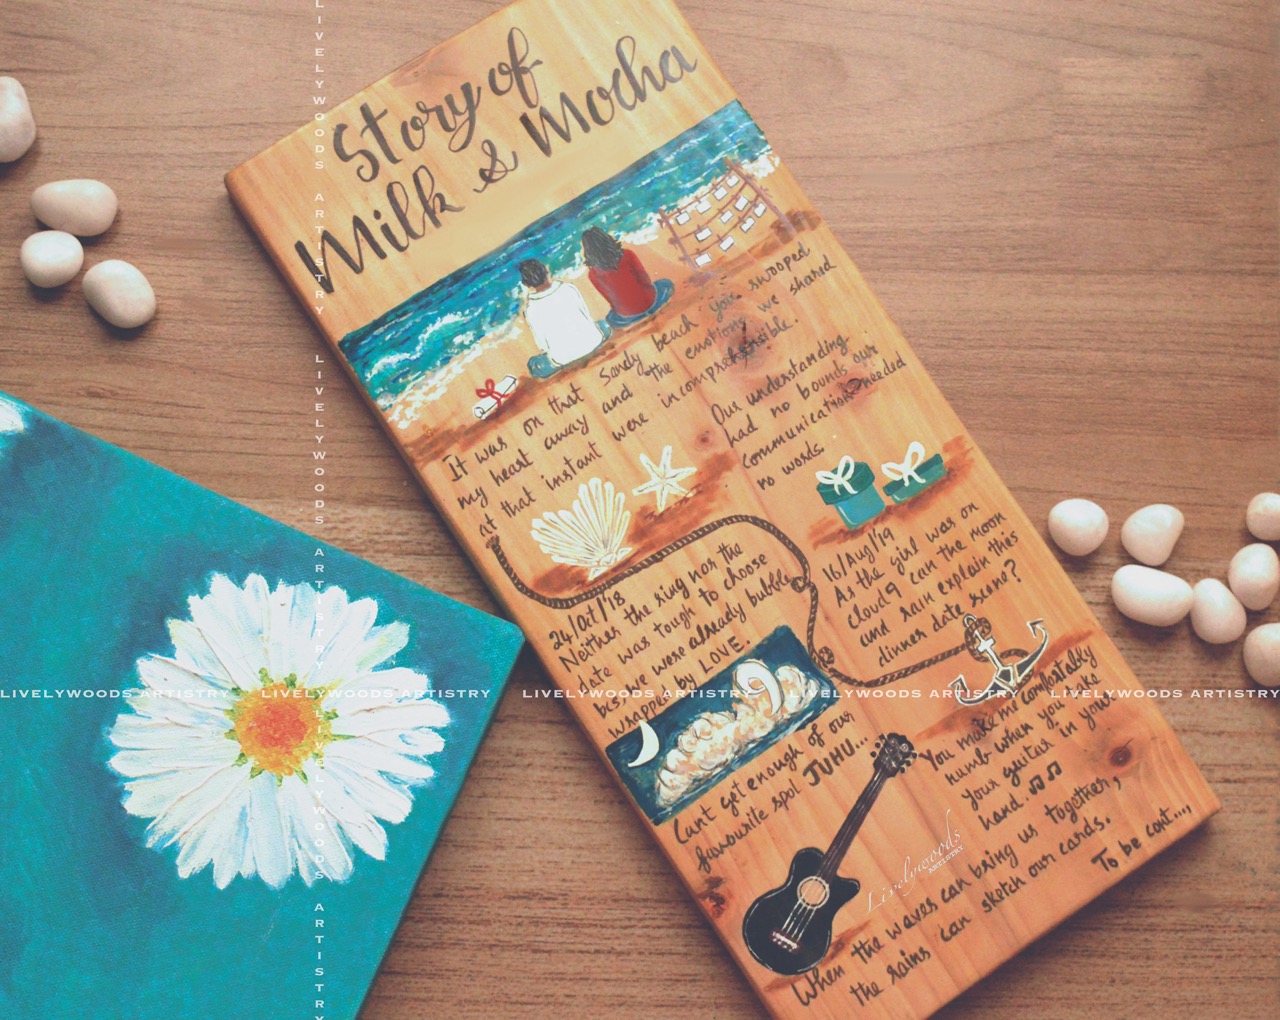 Story of
Milk & Mocha
It was on that Sandy beach you swooped
my heart away and the emotions we shared
at that instant were incomprehensible.
Our understanding
had no bounds our
communication needed
no words.
24/Oct/'18
Neither the ring nor the
date was tough to choose
bcs, we were already bubble
wrapped by LOVE.
16/Aug/'19
As the girl was on
cloud 9 can the moon
and rain explain this
dinner date more?
Can't get enough of our
favourite spot JUHU...
You make me comfortably
numb when you take
your guitar in your
hand.
When the waves can bring us together,
the rains can sketch our cards.
To be cont....
Livelywoods
ARTISTRY
LIVELYWOODS ARTISTRY LIVELYWOODS ARTISTRY LIVELYWOODS ARTISTRY LIVELYWOODS ARTISTRY LIVELYWOODS ARTISTRY
LIVELYWOODS ARTISTRY LIVELYWOODS ARTISTRY LIVELYWOODS ARTISTRY